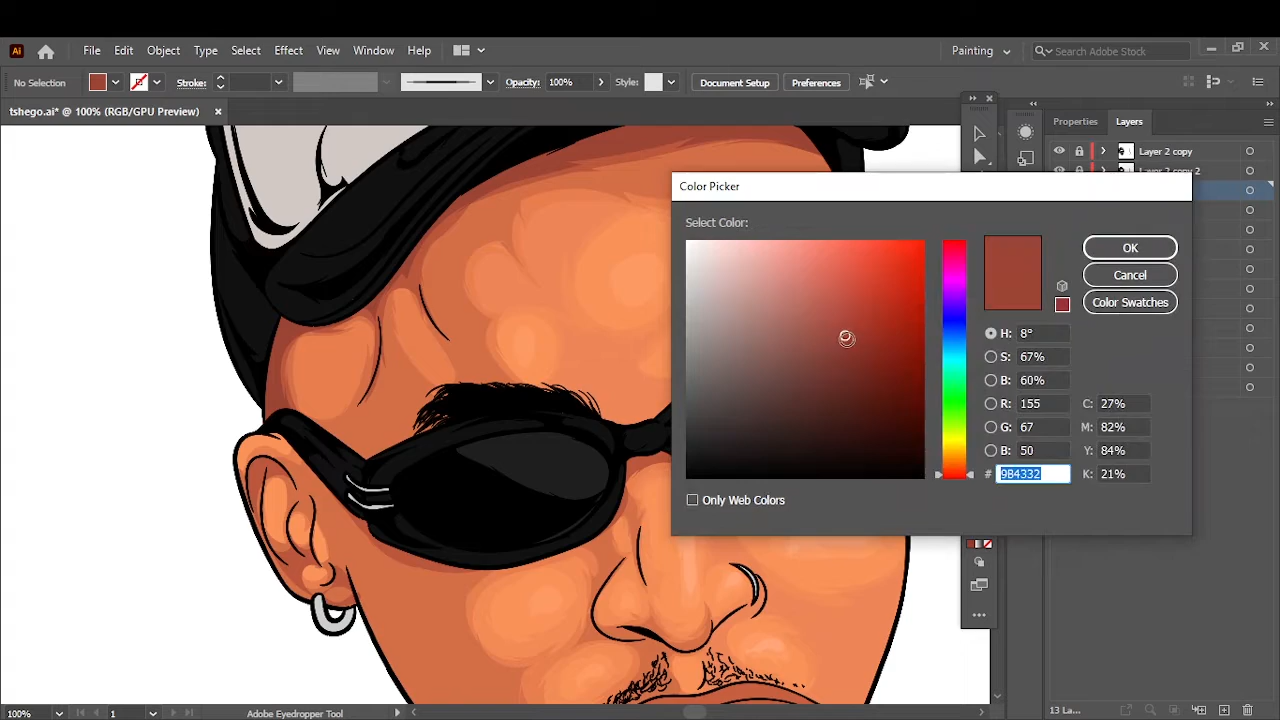 Ai File Edit Object Type Select Effect View Window Help Painting Search Adobe Stock
No Selection Stroke: Opacity: 100% Style: Document Setup Preferences
tshego.ai* @ 100% (RGB/GPU Preview)
Properties Layers
Layer 2 copy
Layer 2 copy 2
Color Picker
Select Color:
OK
Cancel
Color Swatches
H: 8°
S: 67%
B: 60%
R: 155 C: 27%
G: 67 M: 82%
B: 50 Y: 84%
# 9B4332 K: 21%
Only Web Colors
100% 1 Adobe Eyedropper Tool 13 La...